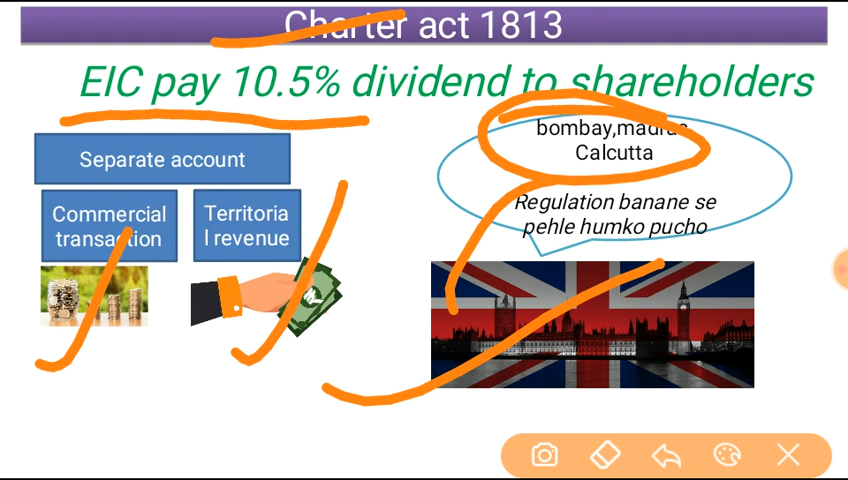 Charter act 1813
EIC pay 10.5% dividend to shareholders
Separate account
Commercial
transaction
Territoria
l revenue
bombay,madras
Calcutta
Regulation banane se
pehle humko pucho